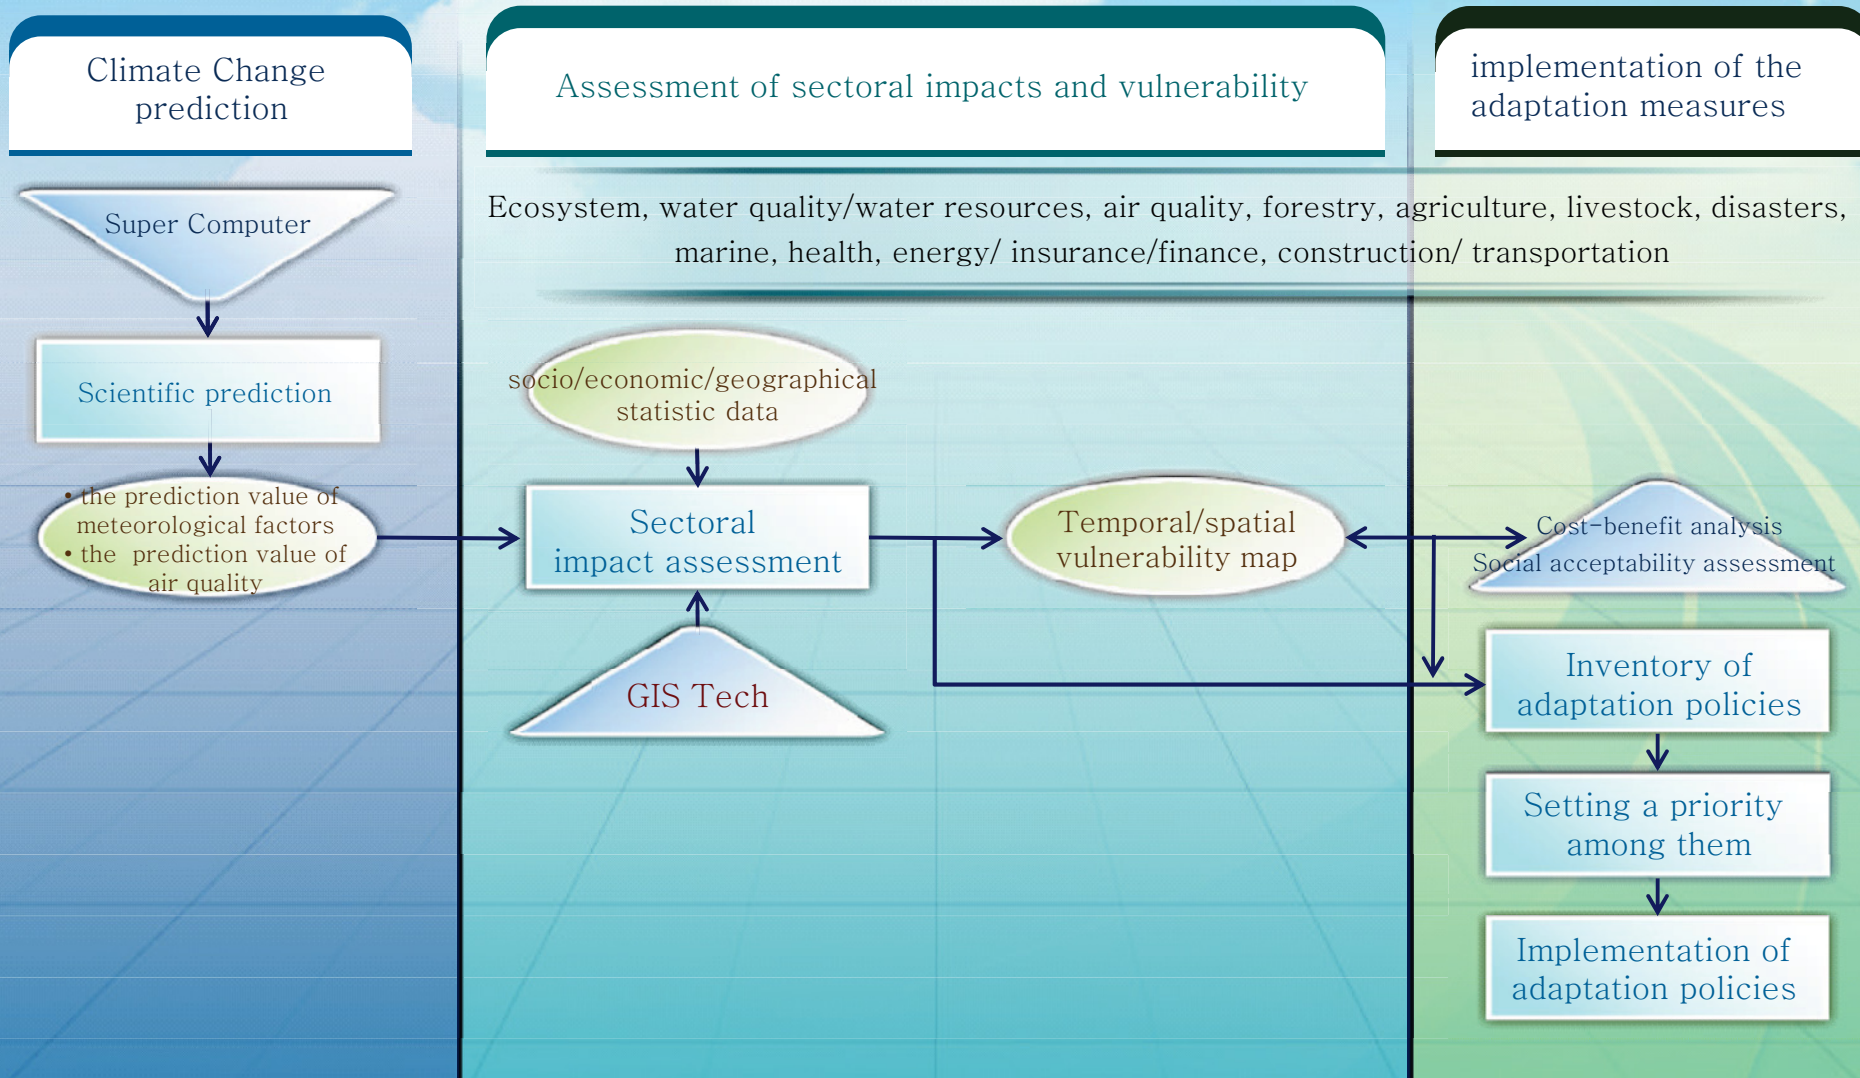 Climate Change
prediction
Assessment of sectoral impacts and vulnerability
implementation of the
adaptation measures
Super Computer
Ecosystem, water quality/water resources, air quality, forestry, agriculture, livestock, disasters,
marine, health, energy/ insurance/finance, construction/ transportation
Scientific prediction
socio/economic/geographical
statistic data
• the prediction value of
meteorological factors
• the  prediction value of
air quality
Sectoral
impact assessment
Temporal/spatial
vulnerability map
Cost-benefit analysis
Social acceptability assessment
GIS Tech
Inventory of
adaptation policies
Setting a priority
among them
Implementation of
adaptation policies